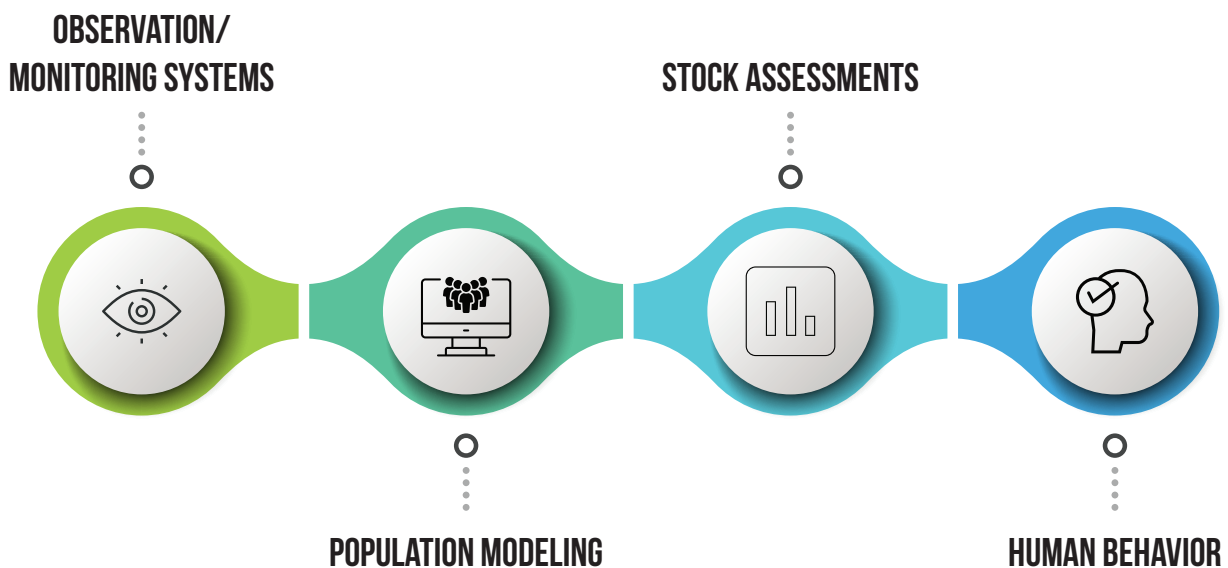 OBSERVATION/
MONITORING SYSTEMS
STOCK ASSESSMENTS
POPULATION MODELING
HUMAN BEHAVIOR